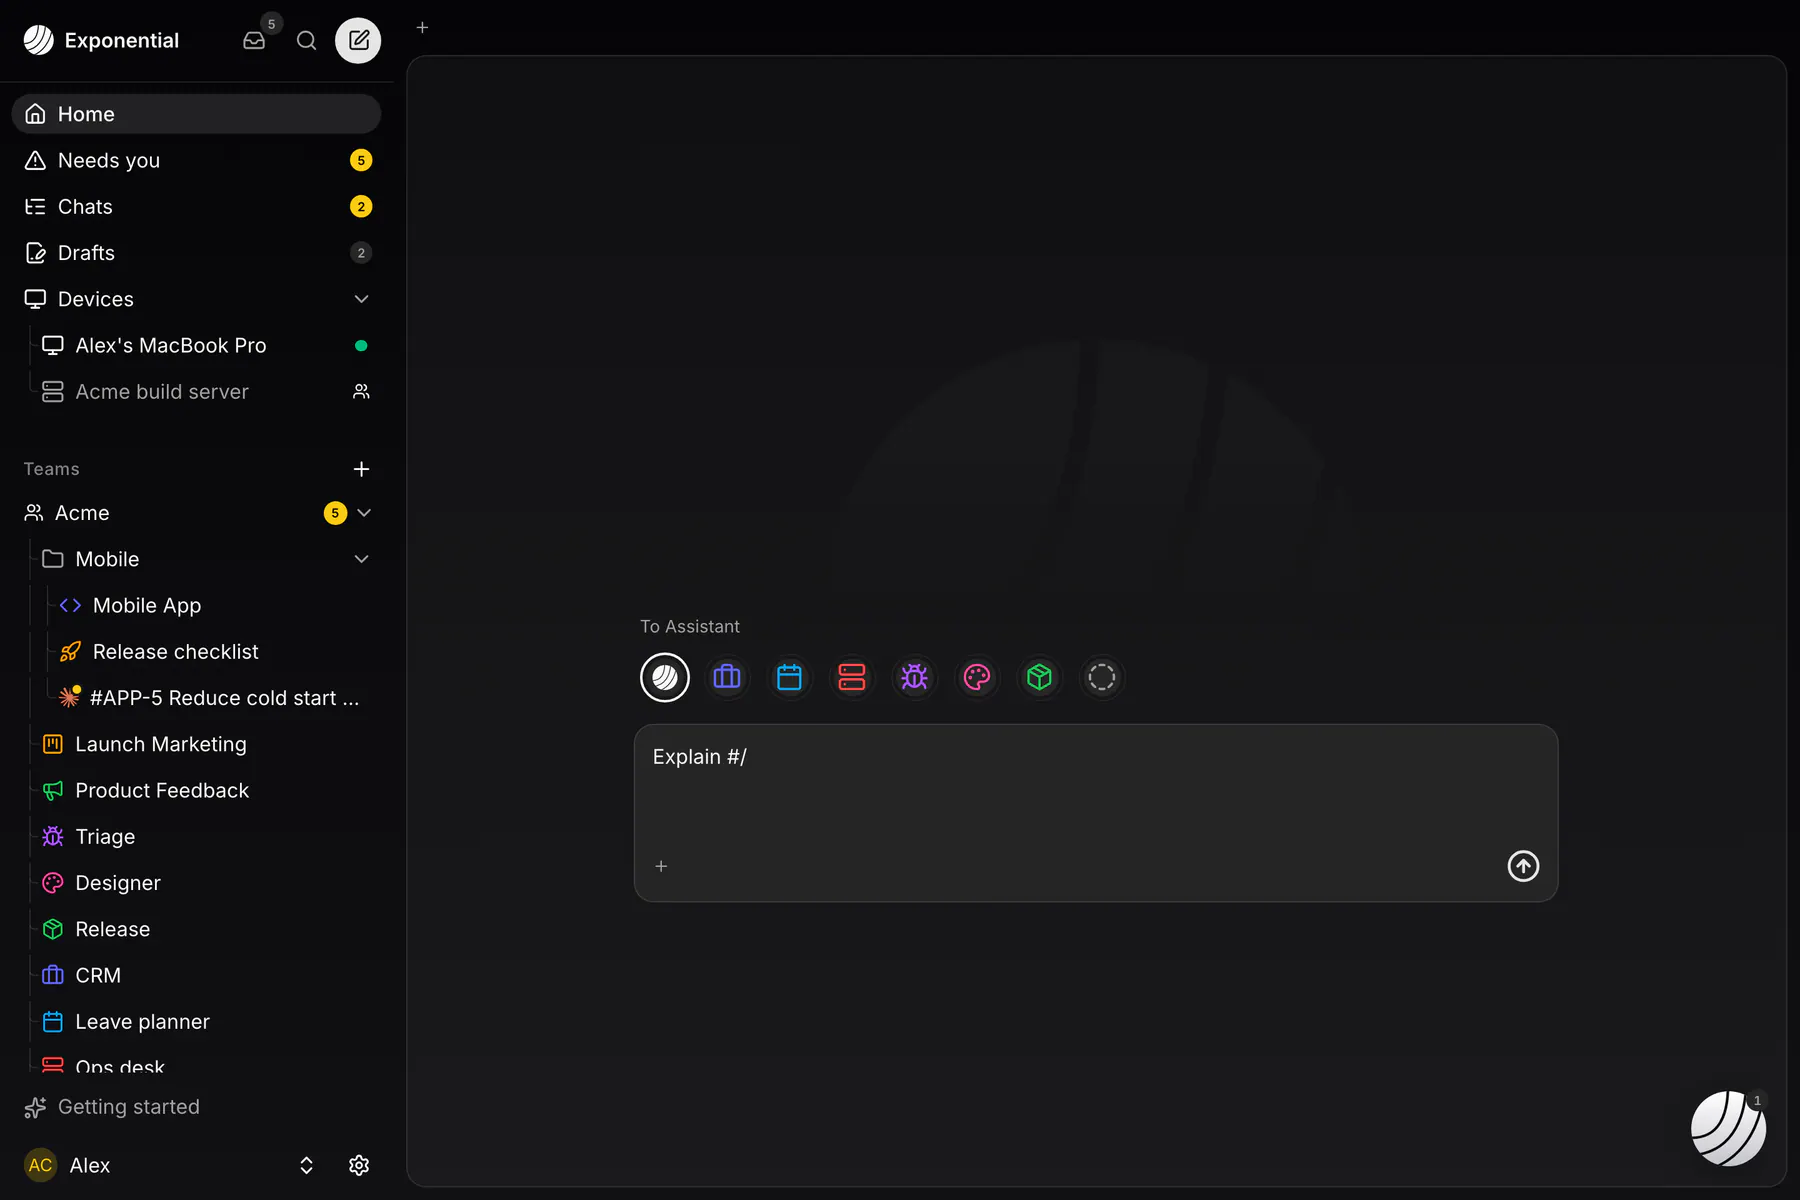 Exponential
5
Home
Needs you
5
Chats
2
Drafts
2
Devices
Alex's MacBook Pro
Acme build server
Teams
Acme
5
Mobile
Mobile App
Release checklist
#APP-5 Reduce cold start ...
Launch Marketing
Product Feedback
Triage
Designer
Release
CRM
Leave planner
Ops desk
Getting started
AC
Alex
To Assistant
Explain #/
1